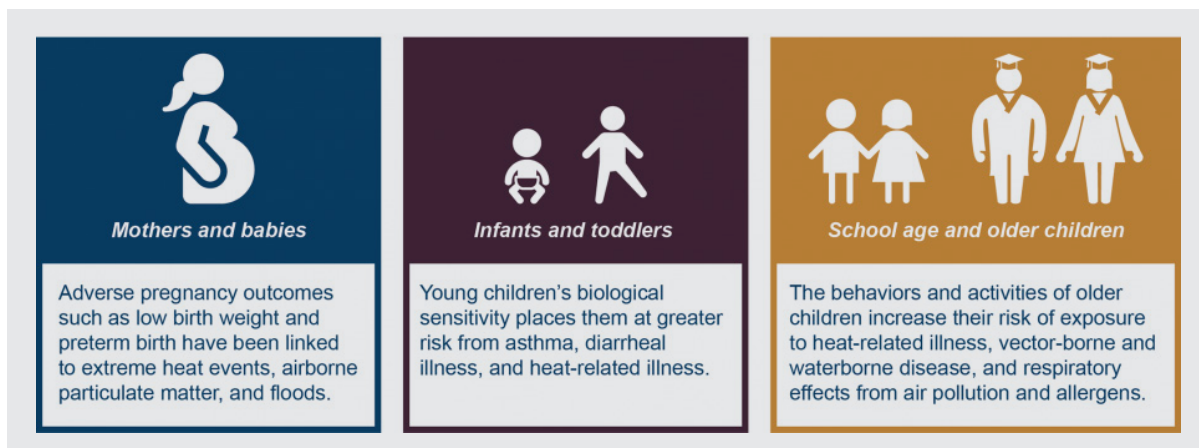 Mothers and babies
Adverse pregnancy outcomes
such as low birth weight and
preterm birth have been linked
to extreme heat events, airborne
particulate matter, and floods.
Infants and toddlers
Young children’s biological
sensitivity places them at greater
risk from asthma, diarrheal
illness, and heat-related illness.
School age and older children
The behaviors and activities of older
children increase their risk of exposure
to heat-related illness, vector-borne and
waterborne disease, and respiratory
effects from air pollution and allergens.